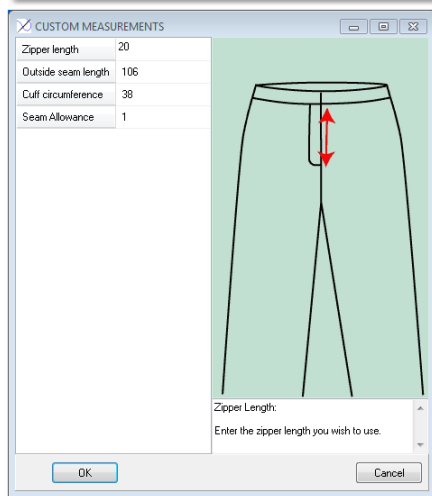 CUSTOM MEASUREMENTS
Zipper length 20
Outside seam length 106
Cuff circumference 38
Seam Allowance 1
Zipper Length:
Enter the zipper length you wish to use.
OK Cancel